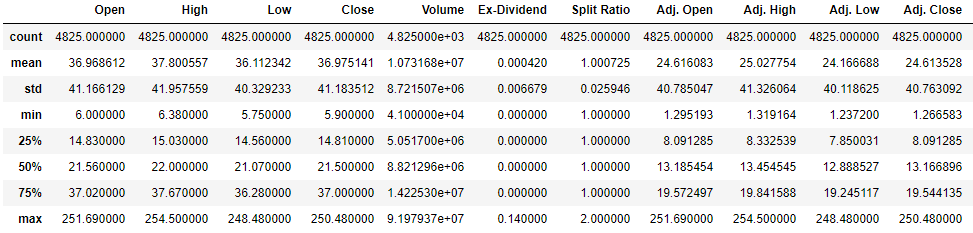 Open High Low Close Volume Ex-Dividend Split Ratio Adj. Open Adj. High Adj. Low Adj. Close
count 4825.000000 4825.000000 4825.000000 4825.000000 4.825000e+03 4825.000000 4825.000000 4825.000000 4825.000000 4825.000000 4825.000000
mean 36.968612 37.800557 36.112342 36.975141 1.073168e+07 0.000420 1.000725 24.616083 25.027754 24.166688 24.613528
std 41.166129 41.957559 40.329233 41.183512 8.721507e+06 0.006679 0.025946 40.785047 41.326064 40.118625 40.763092
min 6.000000 6.380000 5.750000 5.900000 4.100000e+04 0.000000 1.000000 1.295193 1.319164 1.237200 1.266583
25% 14.830000 15.030000 14.560000 14.810000 5.051700e+06 0.000000 1.000000 8.091285 8.332539 7.850031 8.091285
50% 21.560000 22.000000 21.070000 21.500000 8.821296e+06 0.000000 1.000000 13.185454 13.454545 12.888527 13.166896
75% 37.020000 37.670000 36.280000 37.000000 1.422530e+07 0.000000 1.000000 19.572497 19.841588 19.245117 19.544135
max 251.690000 254.500000 248.480000 250.480000 9.197937e+07 0.140000 2.000000 251.690000 254.500000 248.480000 250.480000